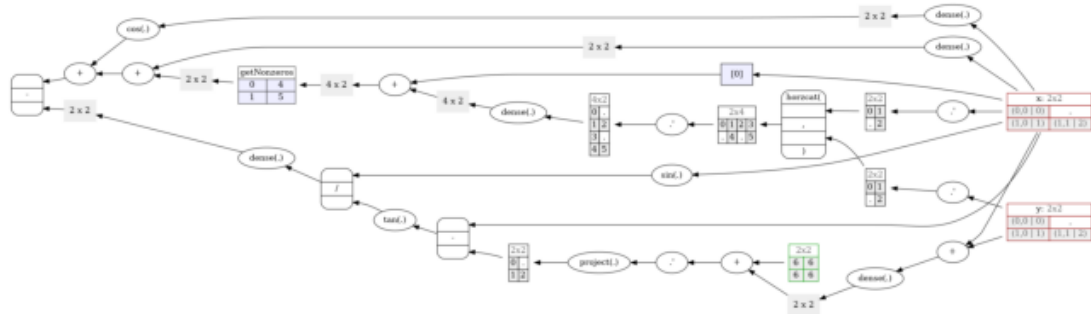 2 x 2
dense(.)
cos(.)
2 x 2
dense(.)
+
+
2 x 2
getNonzeros
0 4
1 5
4 x 2
+
[0]
x: 2x2
(0,0 | 0) .
(1,0 | 1) (1,1 | 2)
-
2 x 2
4 x 2
dense(.)
4x2
0 .
1 2
3 .
4 5
.'
2x4
0 1 2 3
. 4 . 5
horzcat(
,
)
2x2
0 1
. 2
.'
dense(.)
/
sin(.)
2x2
0 1
. 2
.'
y: 2x2
(0,0 | 0) .
(1,0 | 1) (1,1 | 2)
tan(.)
-
2x2
0 .
1 2
project(.)
.'
+
2x2
6 6
6 6
+
dense(.)
2 x 2